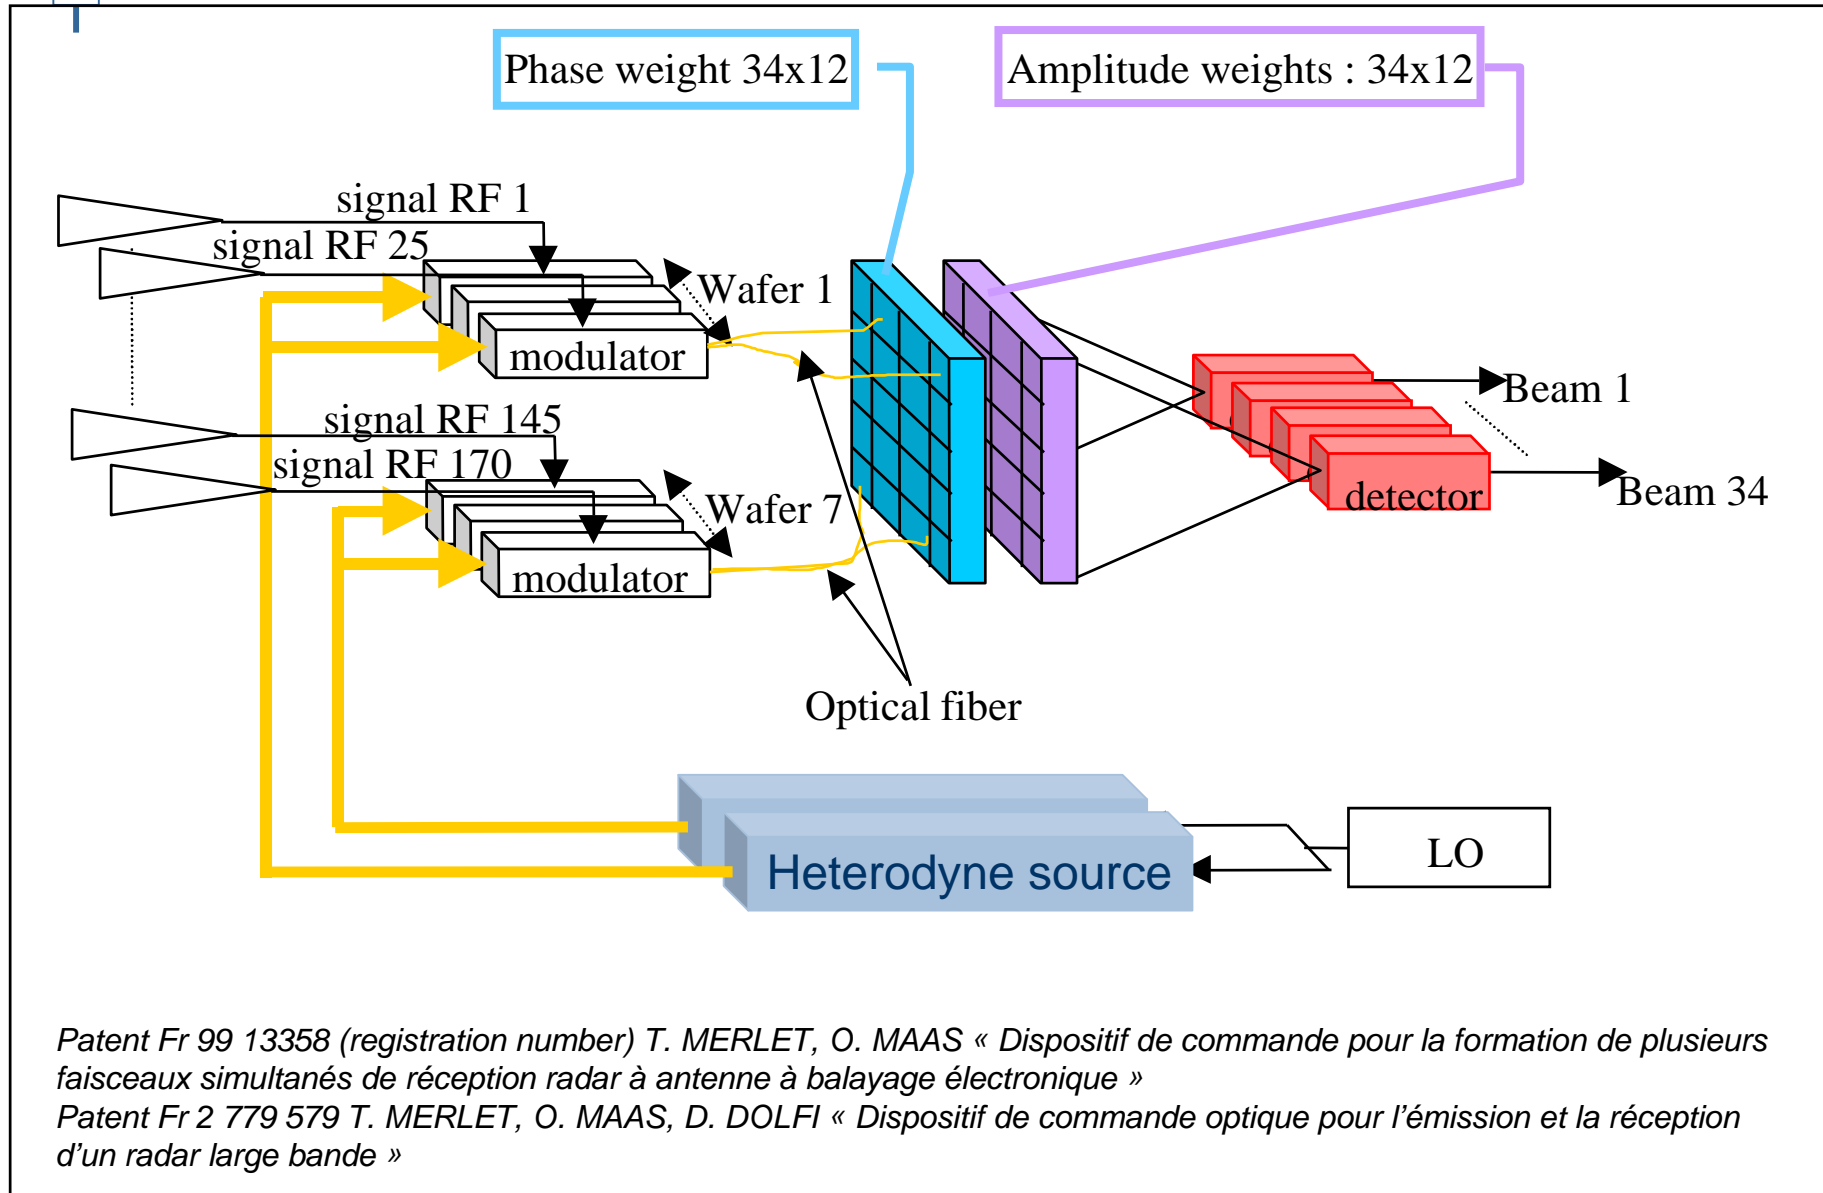 Phase weight 34x12
Amplitude weights : 34x12
signal RF 1
signal RF 25
Wafer 1
modulator
Beam 1
signal RF 145
signal RF 170
Wafer 7
detector
Beam 34
modulator
Optical fiber
LO
Heterodyne source
Patent Fr 99 13358 (registration number) T. MERLET, O. MAAS « Dispositif de commande pour la formation de plusieurs
faisceaux simultanés de réception radar à antenne à balayage électronique »
Patent Fr 2 779 579 T. MERLET, O. MAAS, D. DOLFI « Dispositif de commande optique pour l’émission et la réception
d’un radar large bande »